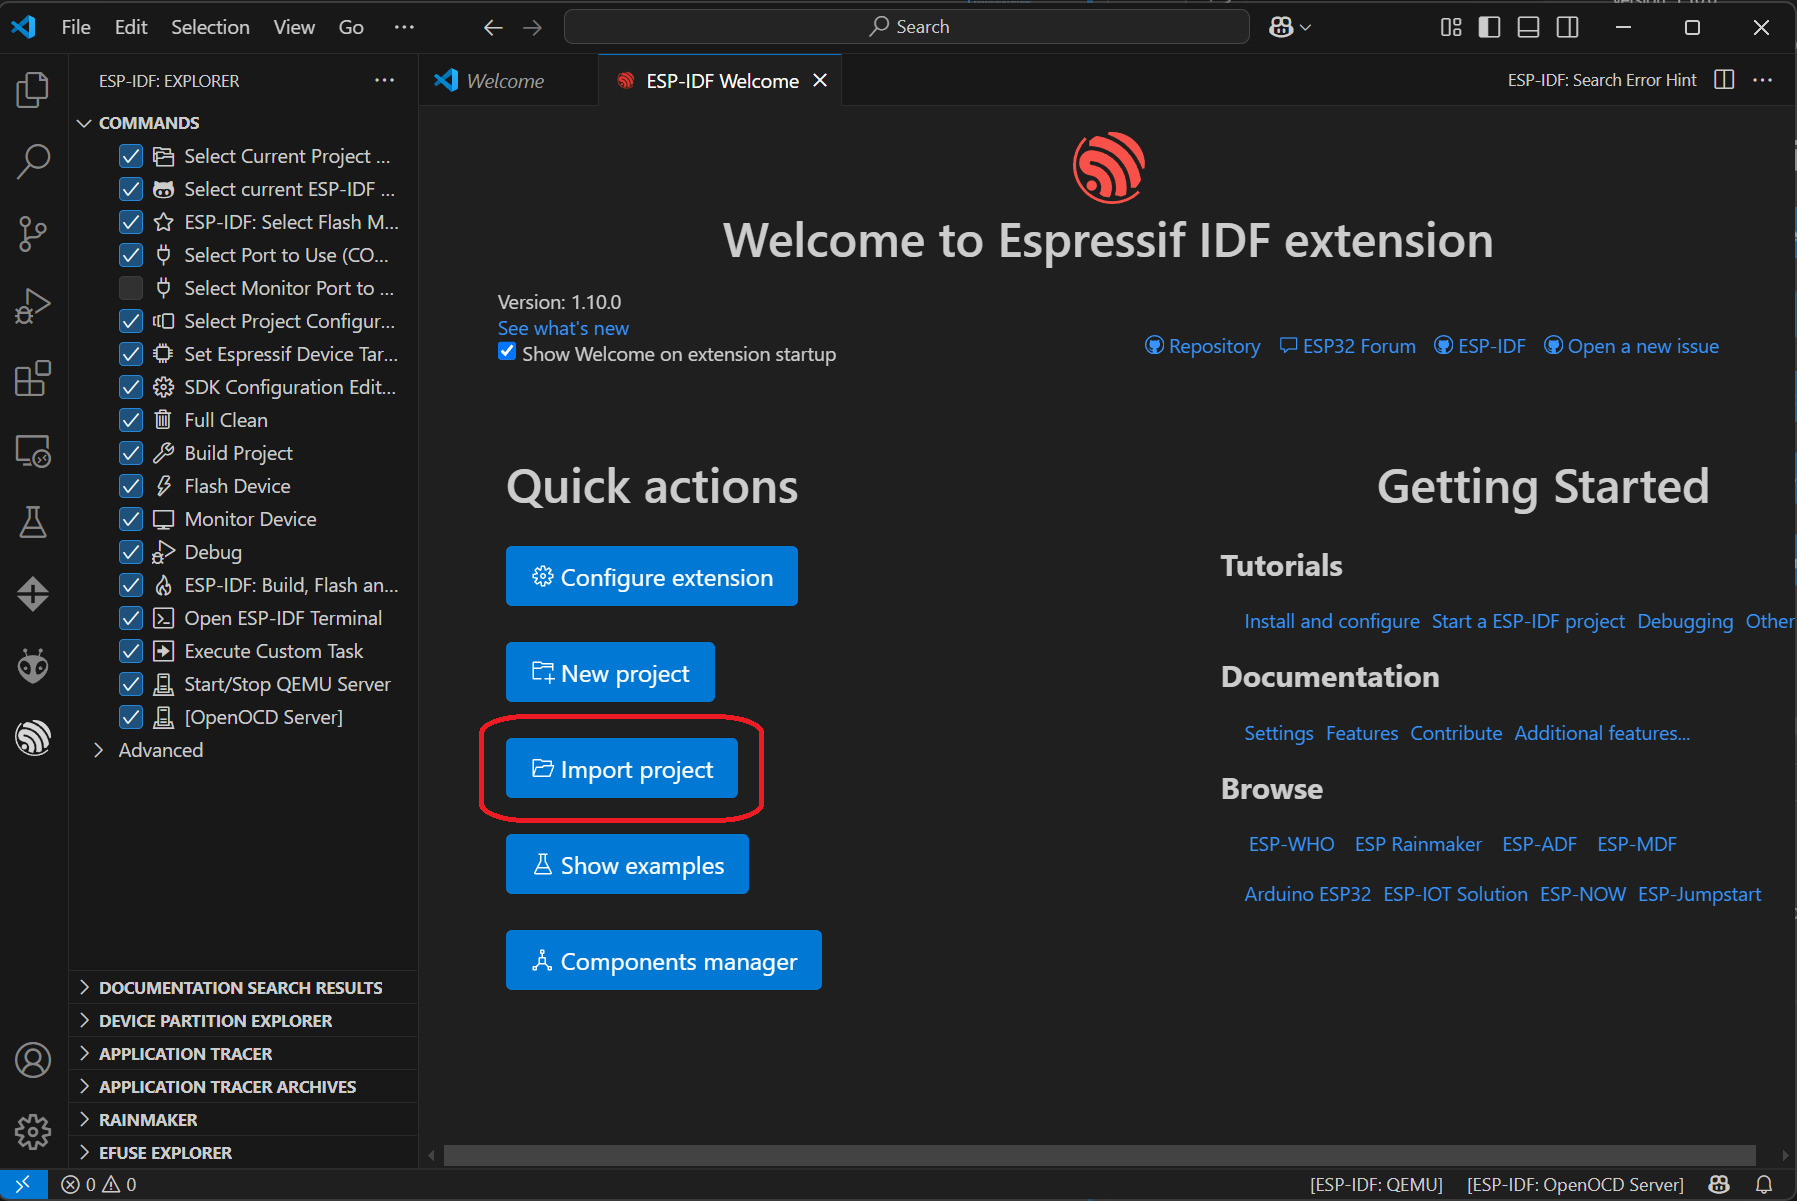 File Edit Selection View Go ··· Search
ESP-IDF: EXPLORER ···
Welcome
ESP-IDF Welcome
ESP-IDF: Search Error Hint ···
COMMANDS
Select Current Project ...
Select current ESP-IDF ...
ESP-IDF: Select Flash M...
Select Port to Use (CO...
Select Monitor Port to ...
Select Project Configur...
Set Espressif Device Tar...
SDK Configuration Edit...
Full Clean
Build Project
Flash Device
Monitor Device
Debug
ESP-IDF: Build, Flash an...
Open ESP-IDF Terminal
Execute Custom Task
Start/Stop QEMU Server
[OpenOCD Server]
Advanced
DOCUMENTATION SEARCH RESULTS
DEVICE PARTITION EXPLORER
APPLICATION TRACER
APPLICATION TRACER ARCHIVES
RAINMAKER
EFUSE EXPLORER
Welcome to Espressif IDF extension
Version: 1.10.0
See what's new
Show Welcome on extension startup
Repository ESP32 Forum ESP-IDF Open a new issue
Quick actions
Configure extension
New project
Import project
Show examples
Components manager
Getting Started
Tutorials
Install and configure Start a ESP-IDF project Debugging Other
Documentation
Settings Features Contribute Additional features...
Browse
ESP-WHO ESP Rainmaker ESP-ADF ESP-MDF
Arduino ESP32 ESP-IOT Solution ESP-NOW ESP-Jumpstart
0 0
[ESP-IDF: QEMU] [ESP-IDF: OpenOCD Server]